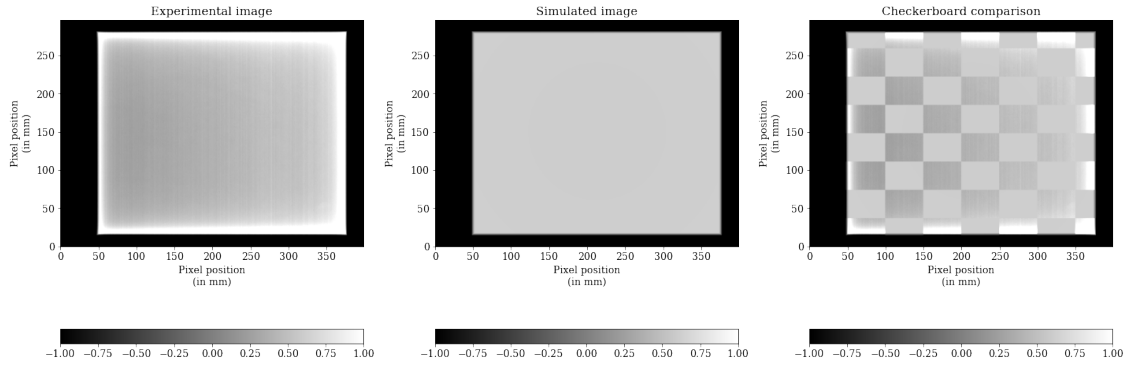 Experimental image
Simulated image
Checkerboard comparison
Pixel position
(in mm)
250
200
150
100
50
0
0 50 100 150 200 250 300 350
Pixel position
(in mm)
Pixel position
(in mm)
250
200
150
100
50
0
0 50 100 150 200 250 300 350
Pixel position
(in mm)
Pixel position
(in mm)
250
200
150
100
50
0
0 50 100 150 200 250 300 350
Pixel position
(in mm)
−1.00 −0.75 −0.50 −0.25 0.00 0.25 0.50 0.75 1.00
−1.00 −0.75 −0.50 −0.25 0.00 0.25 0.50 0.75 1.00
−1.00 −0.75 −0.50 −0.25 0.00 0.25 0.50 0.75 1.00